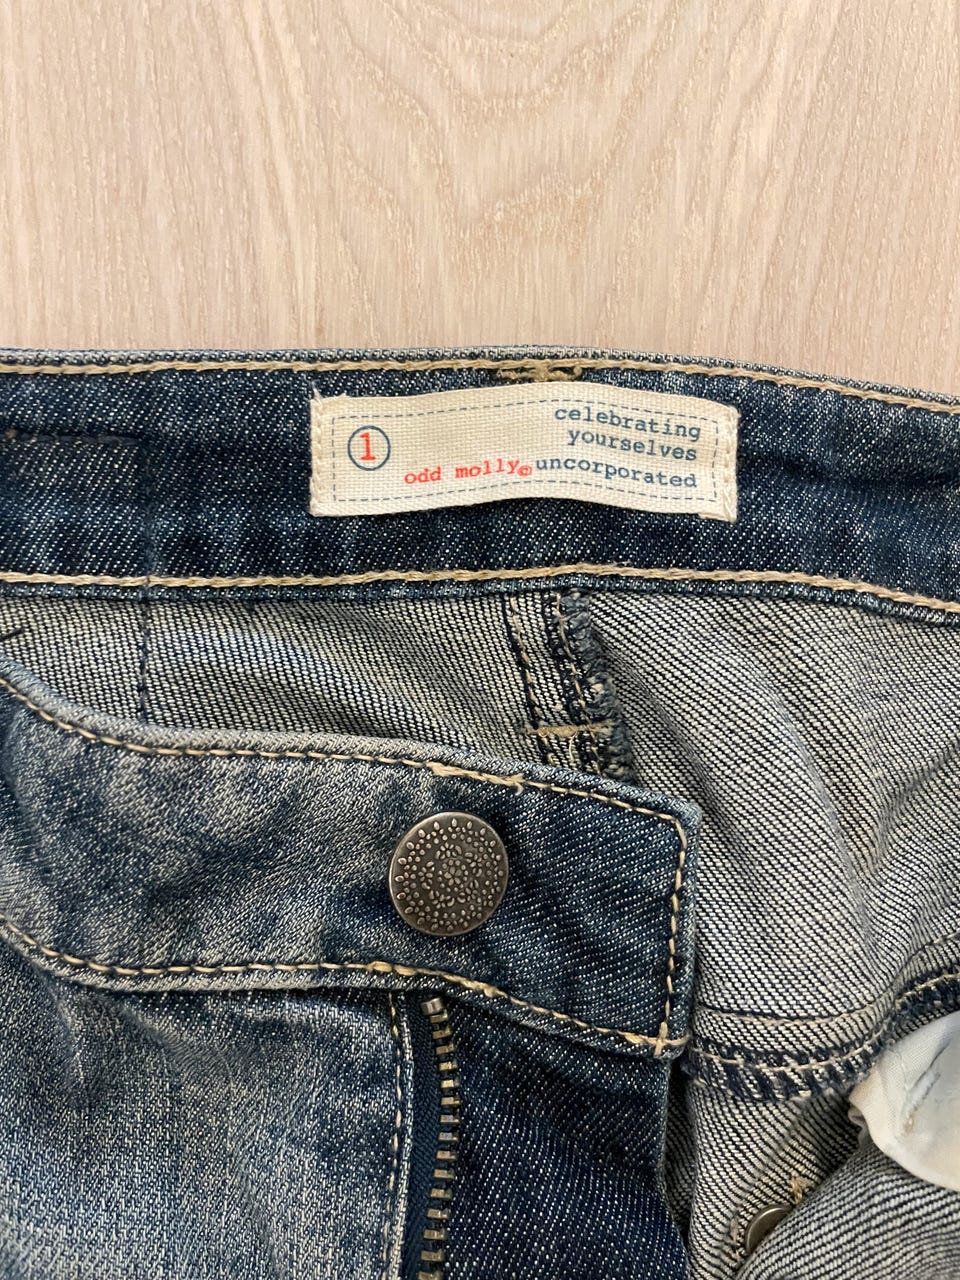 1
celebrating
yourselves
odd molly© uncorporated